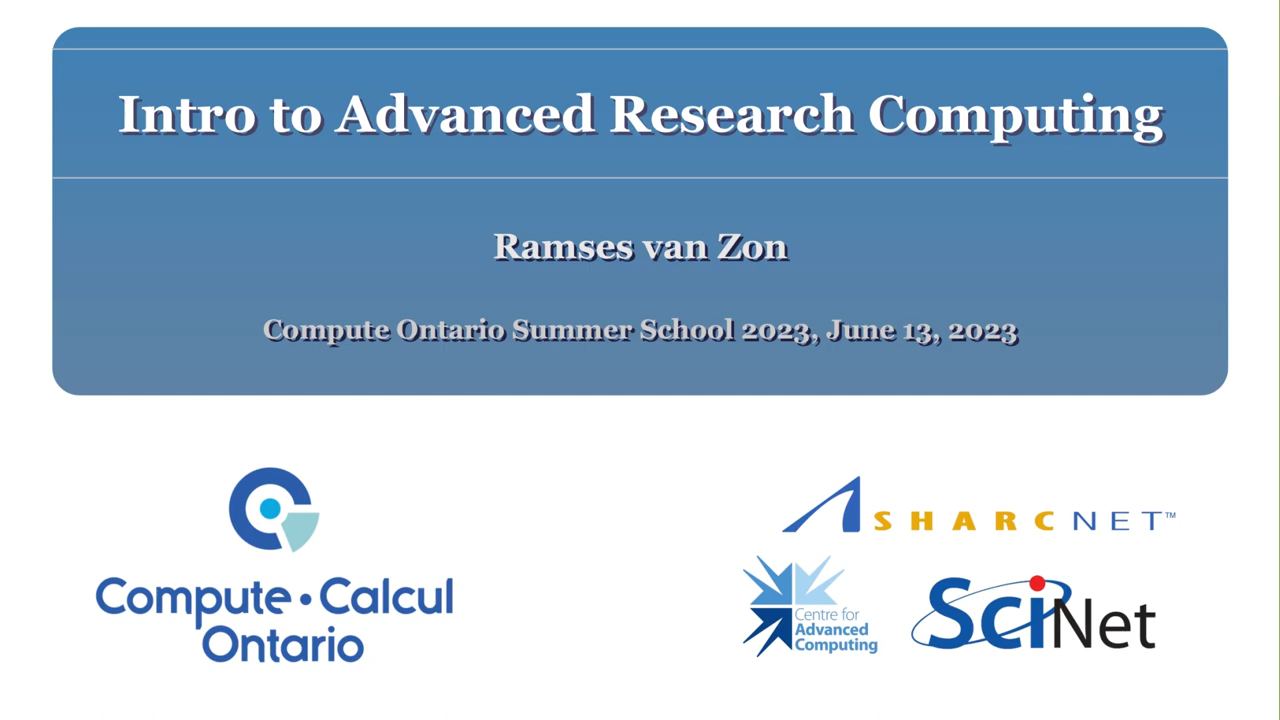 Intro to Advanced Research Computing
Ramses van Zon
Compute Ontario Summer School 2023, June 13, 2023
Compute • Calcul
Ontario
SHARCNET™
Centre for
Advanced
Computing
SciNet